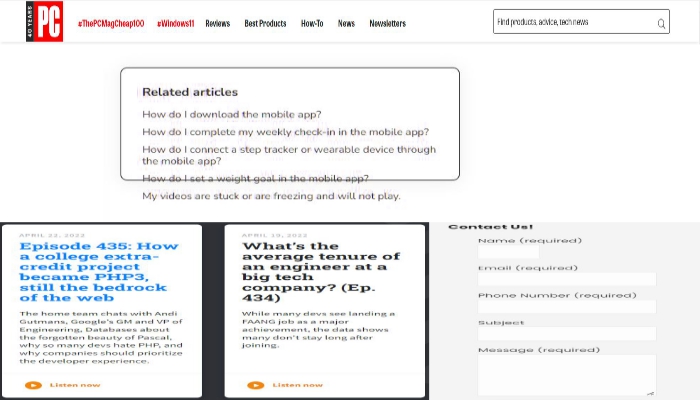 40 YEARS
PC
#ThePCMagCheap100 #Windows11 Reviews Best Products How-To News Newsletters
Find products, advice, tech news
Related articles
How do I download the mobile app?
How do I complete my weekly check-in in the mobile app?
How do I connect a step tracker or wearable device through
the mobile app?
How do I set a weight goal in the mobile app?
My videos are stuck or are freezing and will not play.
APRIL 22, 2022
Episode 435: How
a college extra-
credit project
became PHP3,
still the bedrock
of the web
The home team chats with Andi
Gutmans, Google's GM and VP of
Engineering, Databases about
the forgotten beauty of Pascal,
why so many devs hate PHP, and
why companies should prioritize
the developer experience.
Listen now
APRIL 19, 2022
What's the
average tenure of
an engineer at a
big tech
company? (Ep.
434)
While many devs see landing a
FAANG job as a major
achievement, the data shows
many don't stay long after
joining.
Listen now
Contact Us!
Name (required)
Email (required)
Phone Number (required)
Subject
Message (required)